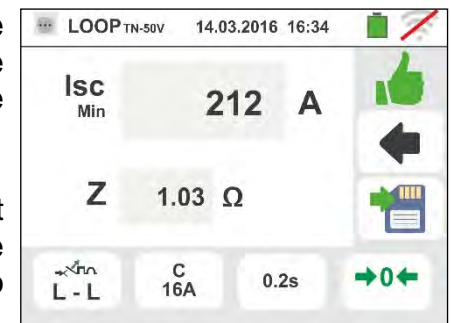 LOOP TN-50V 14.03.2016 16:34
Isc 212 A
Min
Z 1.03 Ω
L - L
C
16A
0.2s
→0←